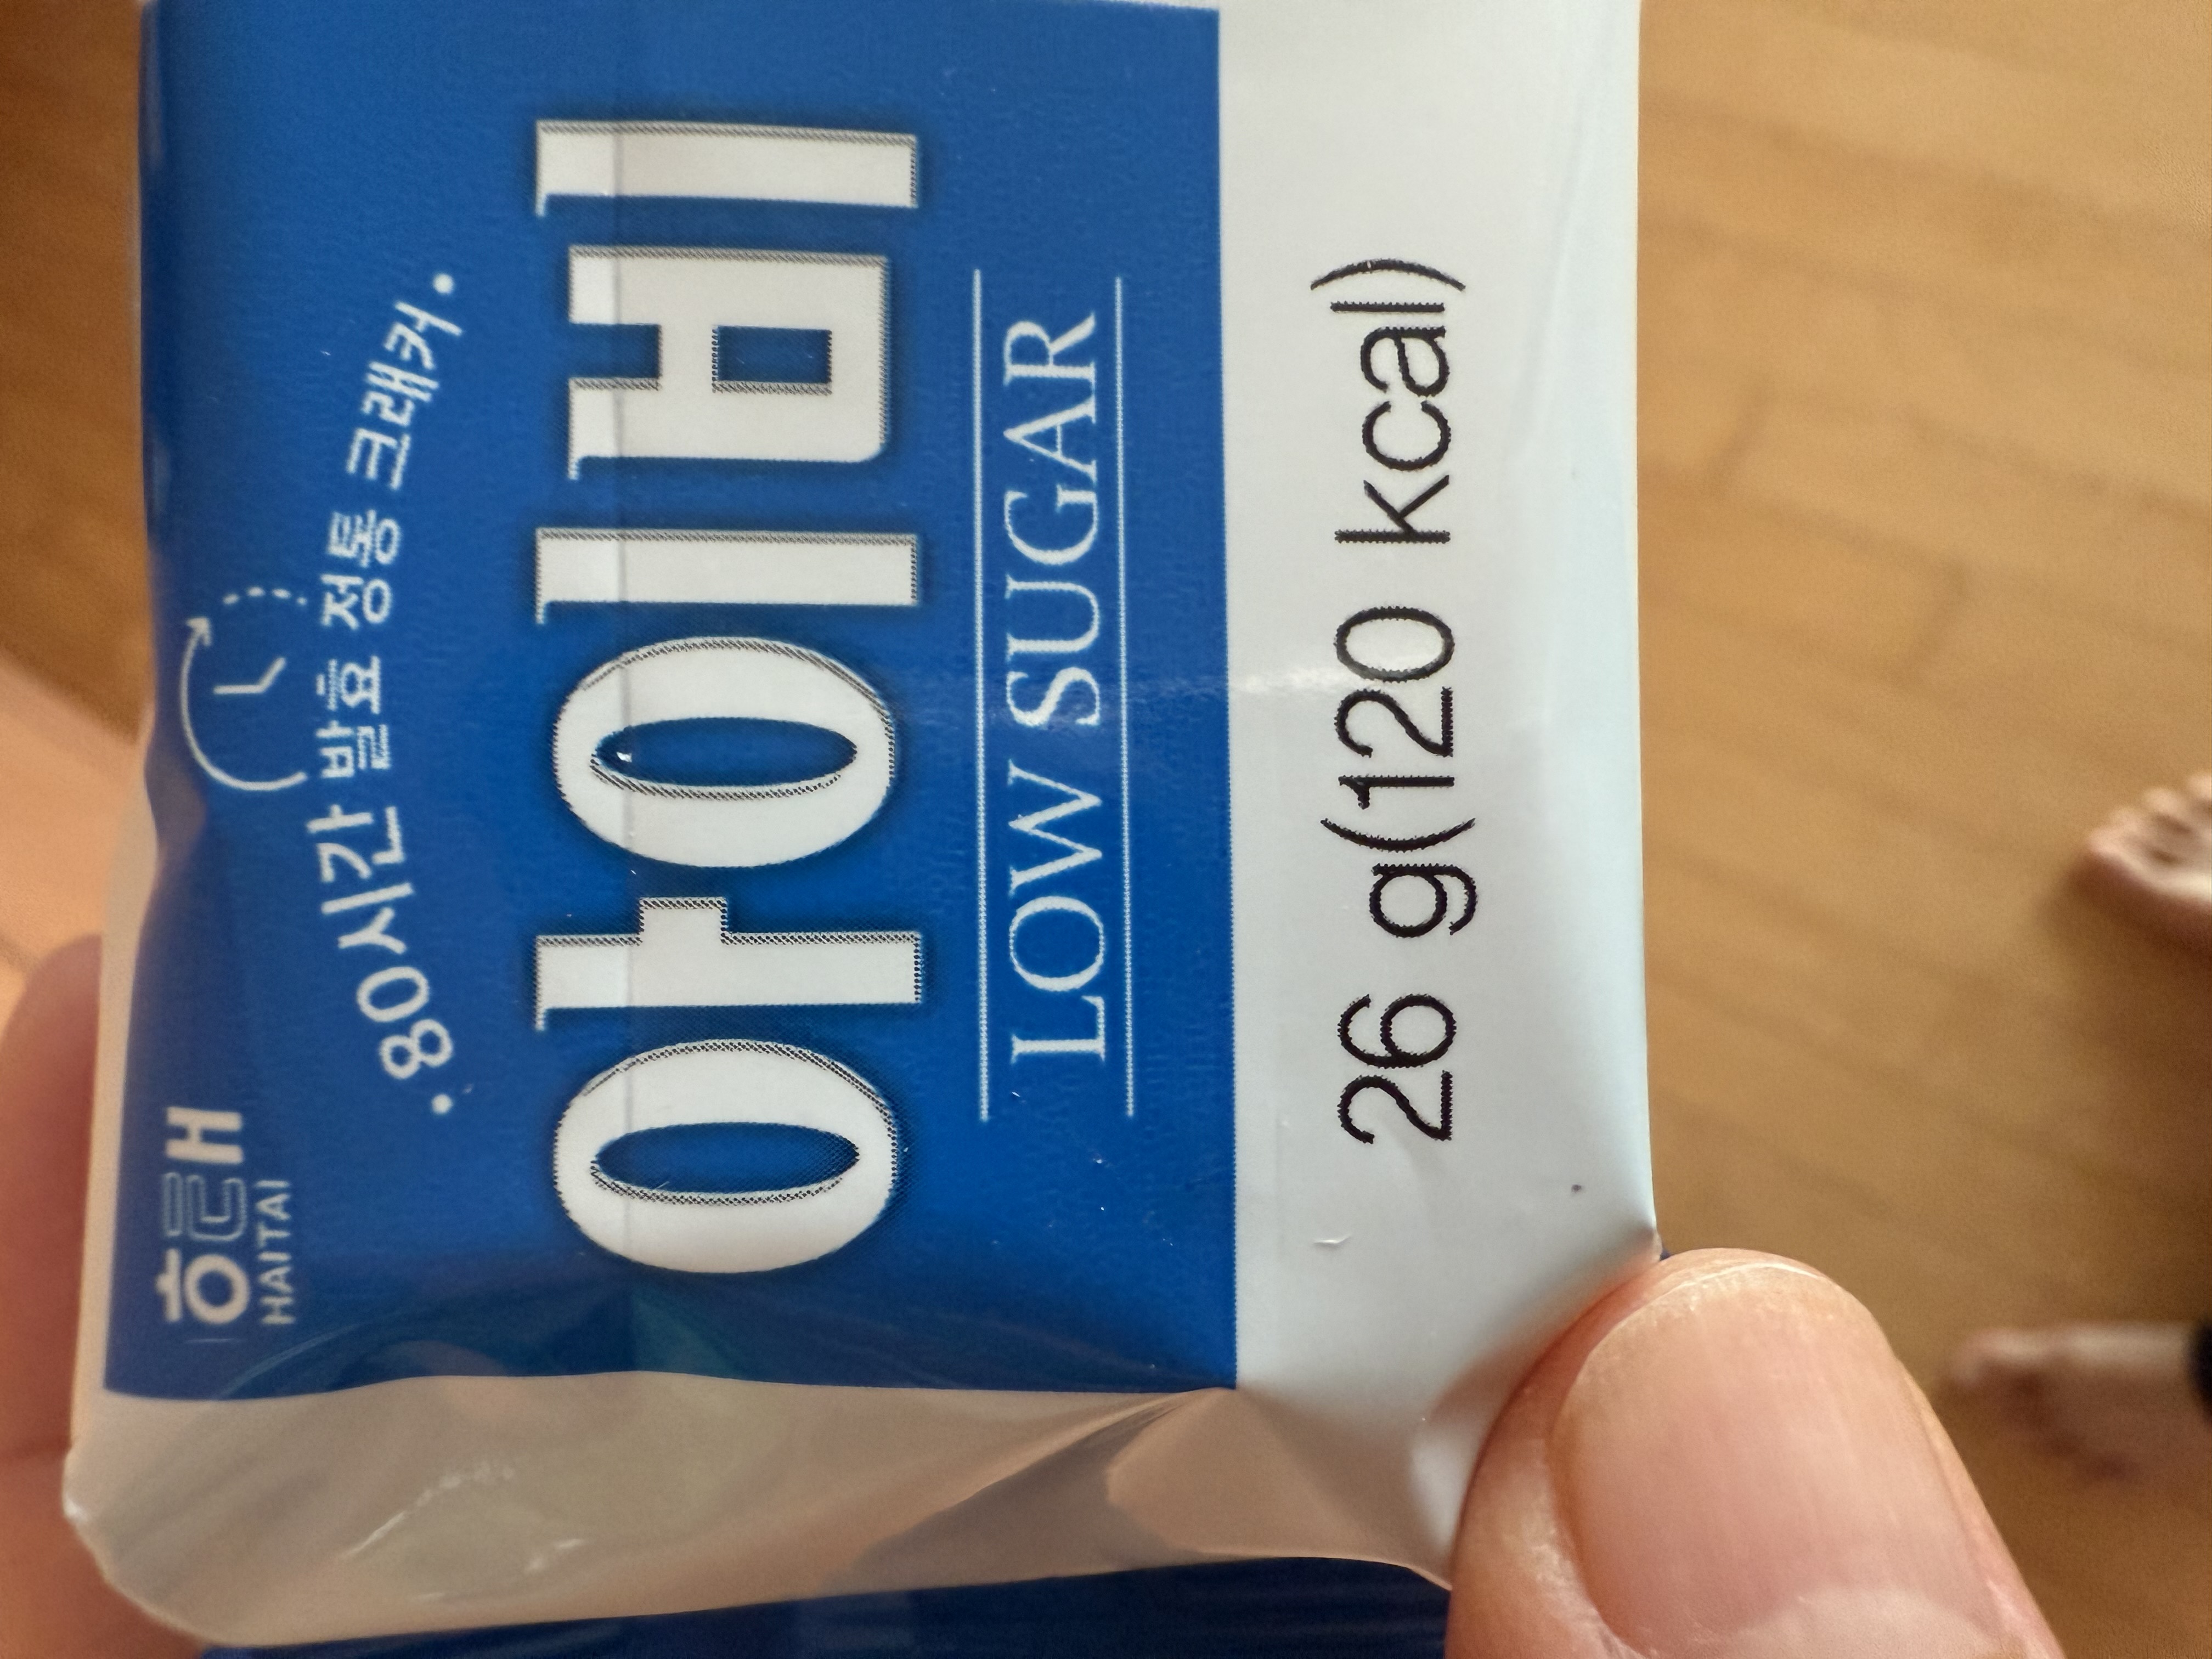 해태
HAITAI
80시간 발효 정통 크래커
아이비
LOW SUGAR
26 g(120 kcal)